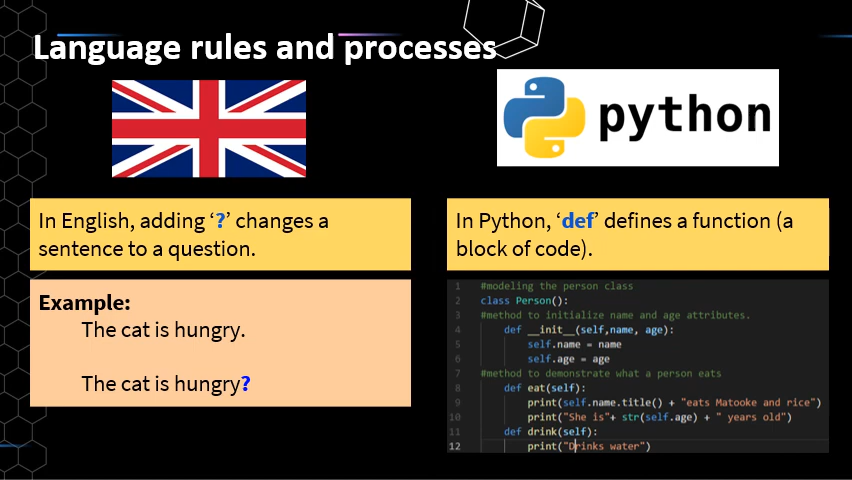 Language rules and processes
python
In English, adding ‘?’ changes a
sentence to a question.
In Python, ‘def’ defines a function (a
block of code).
Example:
The cat is hungry.
The cat is hungry?
1 #modeling the person class
2 class Person():
3 #method to initialize name and age attributes.
4 def __init__(self,name, age):
5 self.name = name
6 self.age = age
7 #method to demonstrate what a person eats
8 def eat(self):
9 print(self.name.title() + "eats Matooke and rice")
10 print("She is"+ str(self.age) + " years old")
11 def drink(self):
12 print("Drinks water")